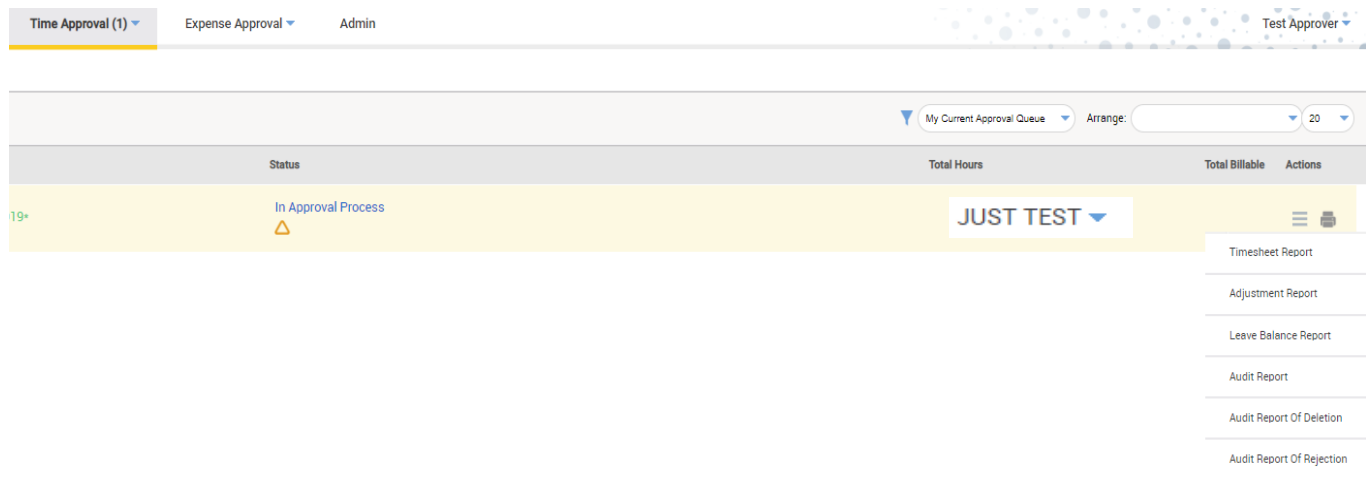 Time Approval (1) Expense Approval Admin Test Approver
My Current Approval Queue Arrange: 20
Status Total Hours Total Billable Actions
019* In Approval Process JUST TEST
Timesheet Report
Adjustment Report
Leave Balance Report
Audit Report
Audit Report Of Deletion
Audit Report Of Rejection